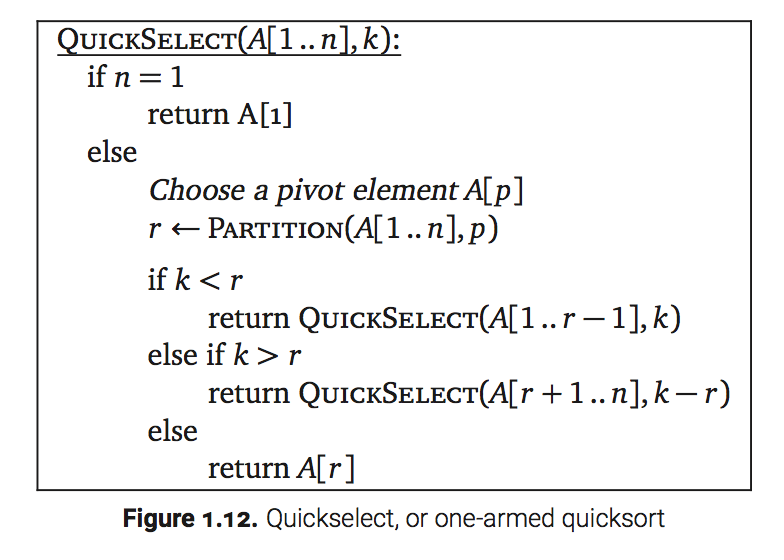 QUICKSELECT(A[1 .. n], k):
if n = 1
return A[1]
else
Choose a pivot element A[p]
r ← PARTITION(A[1 .. n], p)
if k < r
return QUICKSELECT(A[1 .. r − 1], k)
else if k > r
return QUICKSELECT(A[r + 1 .. n], k − r)
else
return A[r]
Figure 1.12. Quickselect, or one-armed quicksort